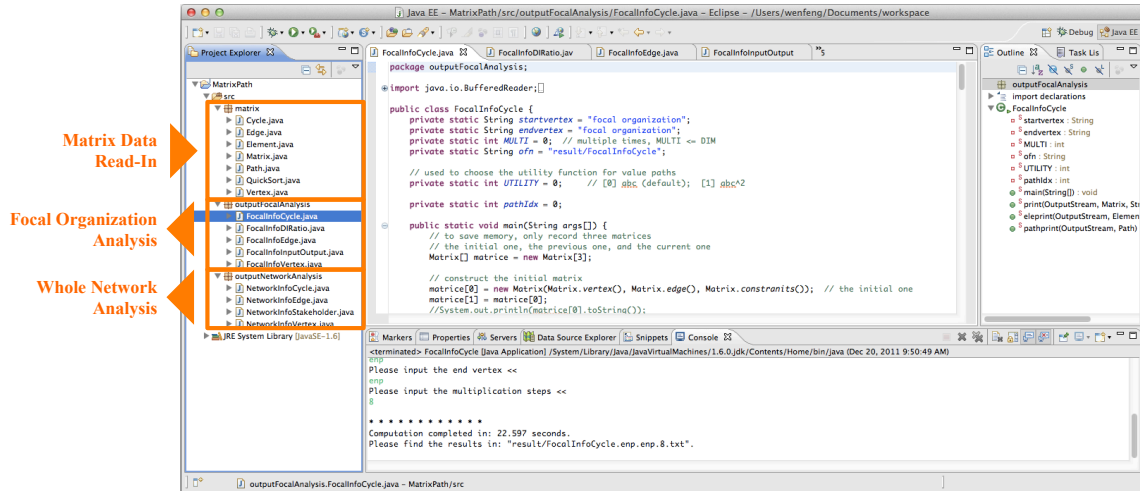 Java EE – MatrixPath/src/outputFocalAnalysis/FocalInfoCycle.java – Eclipse – /Users/wenfeng/Documents/workspace
Debug
Java EE
Matrix Data
Read-In
Focal Organization
Analysis
Whole Network
Analysis
Project Explorer
MatrixPath
src
matrix
Cycle.java
Edge.java
Element.java
Matrix.java
Path.java
QuickSort.java
Vertex.java
outputFocalAnalysis
FocalInfoCycle.java
FocalInfoDIRatio.java
FocalInfoEdge.java
FocalInfoInputOutput.java
FocalInfoVertex.java
outputNetworkAnalysis
NetworkInfoCycle.java
NetworkInfoEdge.java
NetworkInfoStakeholder.java
NetworkInfoVertex.java
JRE System Library [JavaSE-1.6]
FocalInfoCycle.java
FocalInfoDIRatio.jav
FocalInfoEdge.java
FocalInfoInputOutput
»5
package outputFocalAnalysis;
import java.io.BufferedReader;
public class FocalInfoCycle {
private static String startvertex = "focal organization";
private static String endvertex = "focal organization";
private static int MULTI = 0; // multiple times, MULTI <= DIM
private static String ofn = "result/FocalInfoCycle";
// used to choose the utility function for value paths
private static int UTILITY = 0; // [0] abc (default); [1] abc^2
private static int pathIdx = 0;
public static void main(String args[]) {
// to save memory, only record three matrices
// the initial one, the previous one, and the current one
Matrix[] matrice = new Matrix[3];
// construct the initial matrix
matrice[0] = new Matrix(Matrix.vertex(), Matrix.edge(), Matrix.constranits()); // the initial one
matrice[1] = matrice[0];
//System.out.println(matrice[0].toString());
Outline
Task Lis
outputFocalAnalysis
import declarations
FocalInfoCycle
startvertex : String
endvertex : String
MULTI : int
ofn : String
UTILITY : int
pathIdx : int
main(String[]) : void
print(OutputStream, Matrix, Str
eleprint(OutputStream, Elemen
pathprint(OutputStream, Path)
Markers
Properties
Servers
Data Source Explorer
Snippets
Console
<terminated> FocalInfoCycle [Java Application] /System/Library/Java/JavaVirtualMachines/1.6.0.jdk/Contents/Home/bin/java (Dec 20, 2011 9:50:49 AM)
enp
Please input the end vertex <<
enp
Please input the multiplication steps <<
8
* * * * * * * * * * * *
Computation completed in: 22.597 seconds.
Please find the results in: "result/FocalInfoCycle.enp.enp.8.txt".
outputFocalAnalysis.FocalInfoCycle.java – MatrixPath/src